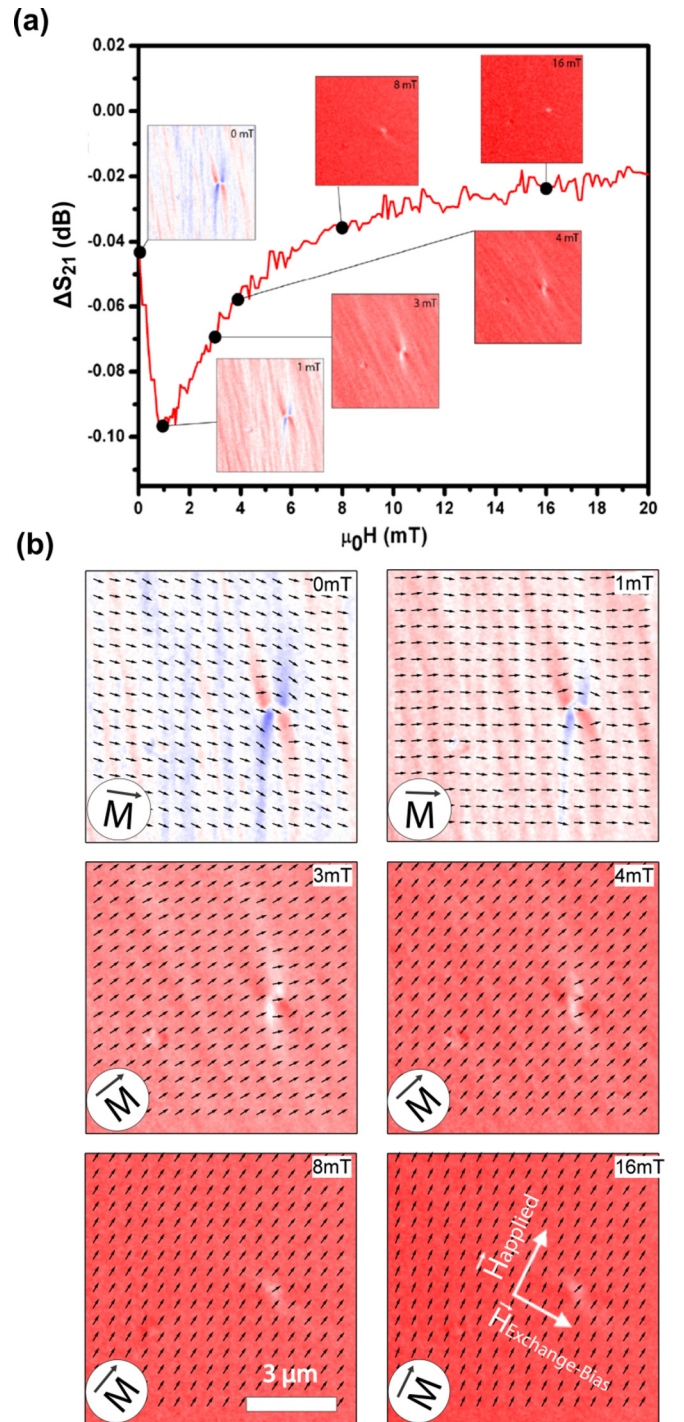 (a)
0.02
0.00
-0.02
-0.04
-0.06
-0.08
-0.10
ΔS21 (dB)
0 mT
8 mT
16 mT
4 mT
3 mT
1 mT
0 2 4 6 8 10 12 14 16 18 20
μ0H (mT)
(b)
0mT
M
1mT
M
3mT
M
4mT
M
8mT
3 μm
M
16mT
HApplied
HExchange-Bias
M